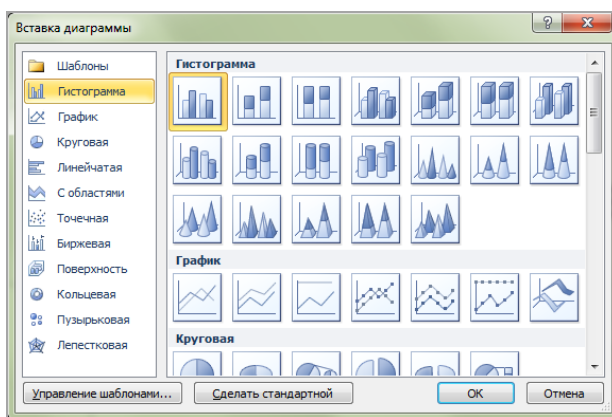 Вставка диаграммы
Шаблоны
Гистограмма
График
Круговая
Линейчатая
С областями
Точечная
Биржевая
Поверхность
Кольцевая
Пузырьковая
Лепестковая
Гистограмма
График
Круговая
Управление шаблонами...
Сделать стандартной
ОК
Отмена